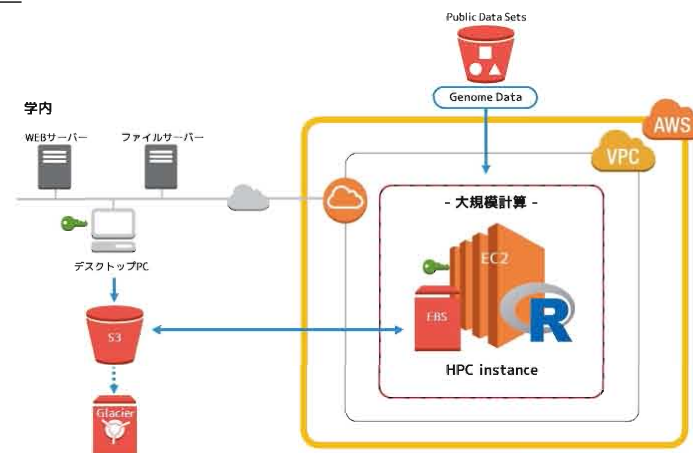 Public Data Sets
Genome Data
学内
WEBサーバー
ファイルサーバー
AWS
VPC
- 大規模計算 -
デスクトップPC
EC2
EBS
R
S3
HPC instance
Glacier